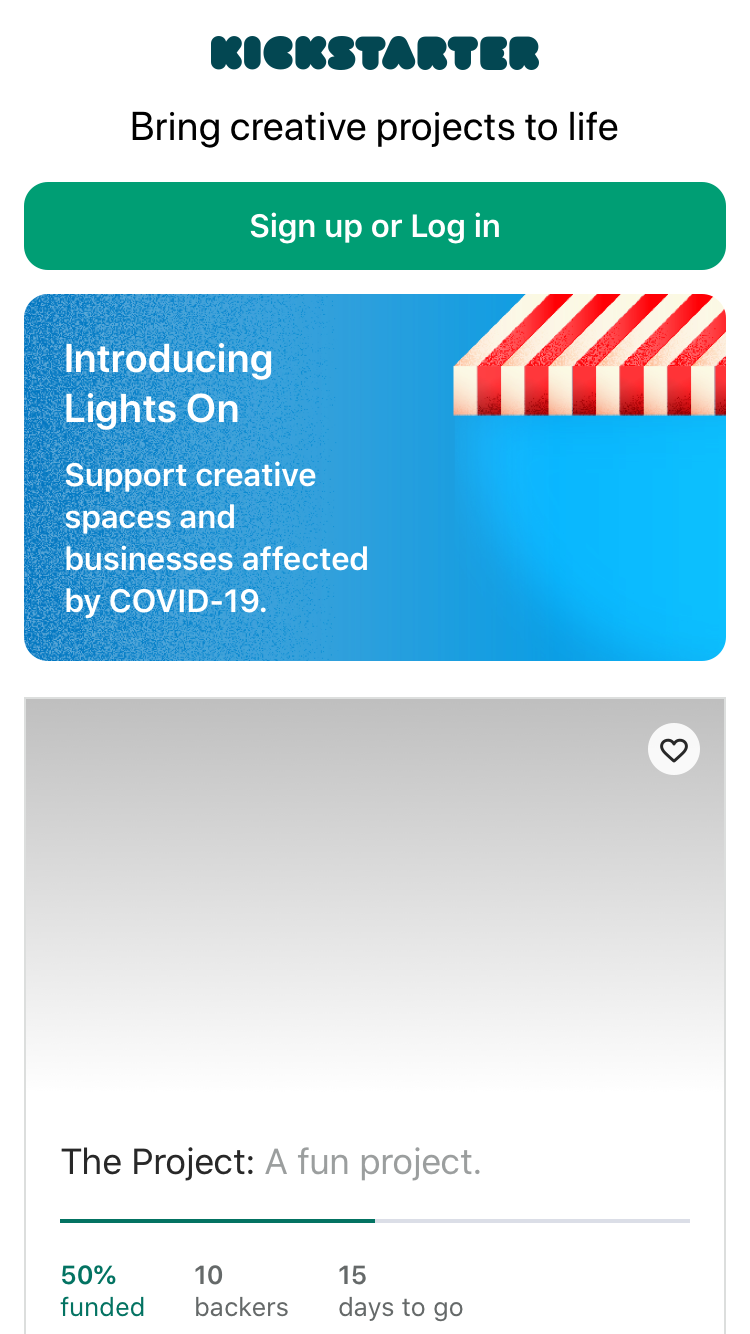 KICKSTARTER
Bring creative projects to life
Sign up or Log in
Introducing
Lights On
Support creative
spaces and
businesses affected
by COVID-19.
The Project: A fun project.
50% 10 15
funded backers days to go